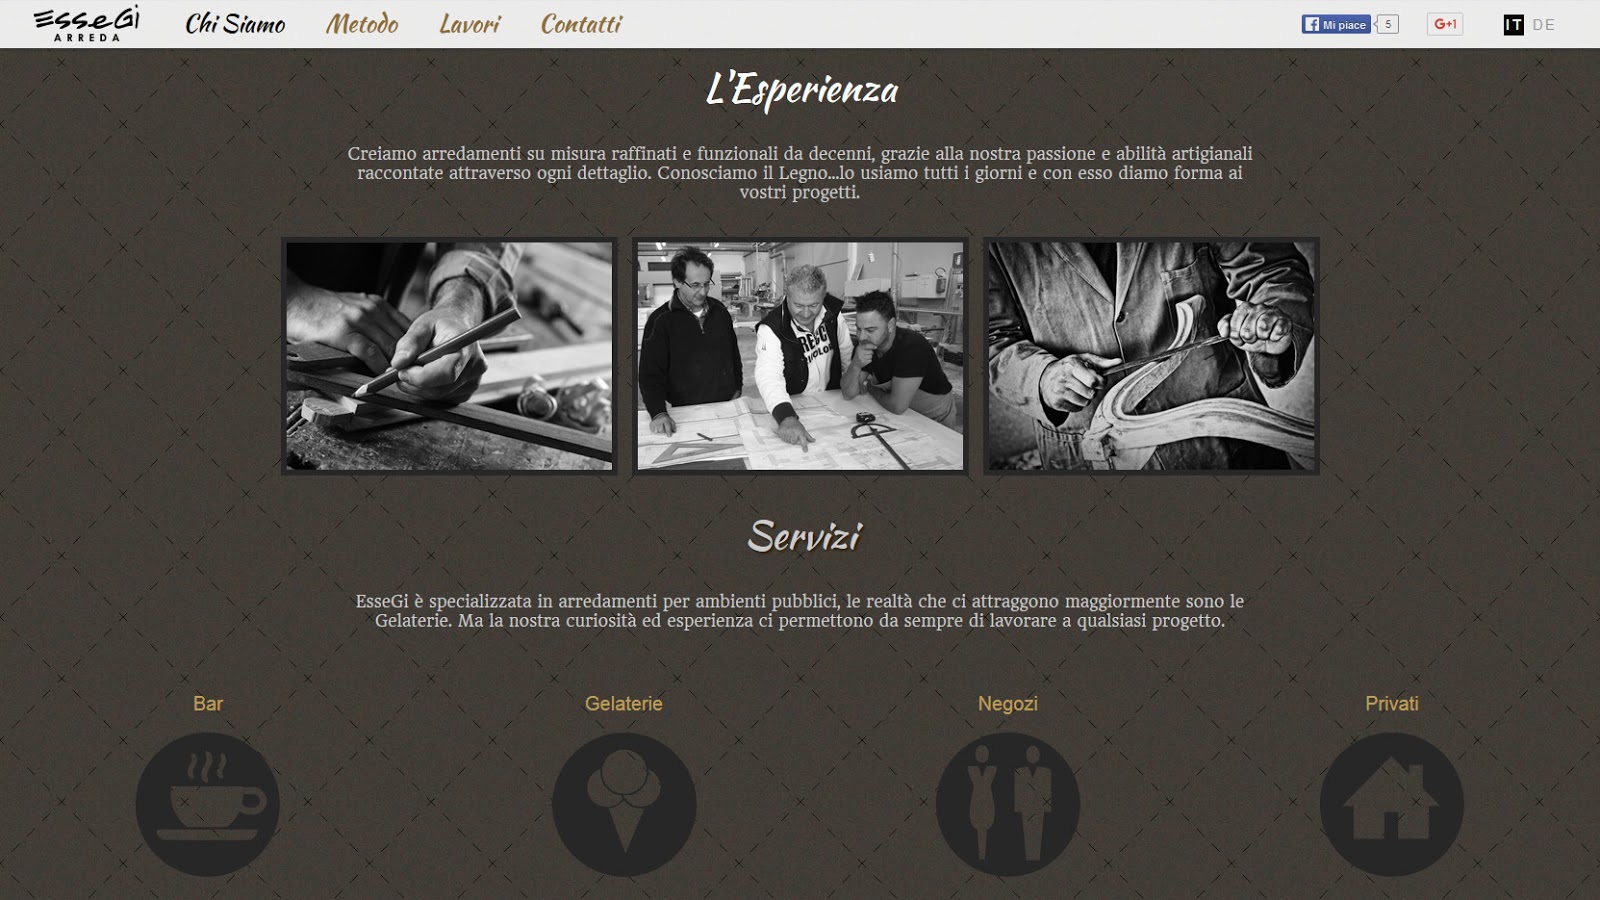 EsseGi
ARREDA
Chi Siamo
Metodo
Lavori
Contatti
Mi piace
5
G+1
IT DE
L'Esperienza
Creiamo arredamenti su misura raffinati e funzionali da decenni, grazie alla nostra passione e abilità artigianali
raccontate attraverso ogni dettaglio. Conosciamo il Legno...lo usiamo tutti i giorni e con esso diamo forma ai
vostri progetti.
Servizi
EsseGi è specializzata in arredamenti per ambienti pubblici, le realtà che ci attraggono maggiormente sono le
Gelaterie. Ma la nostra curiosità ed esperienza ci permettono da sempre di lavorare a qualsiasi progetto.
Bar
Gelaterie
Negozi
Privati